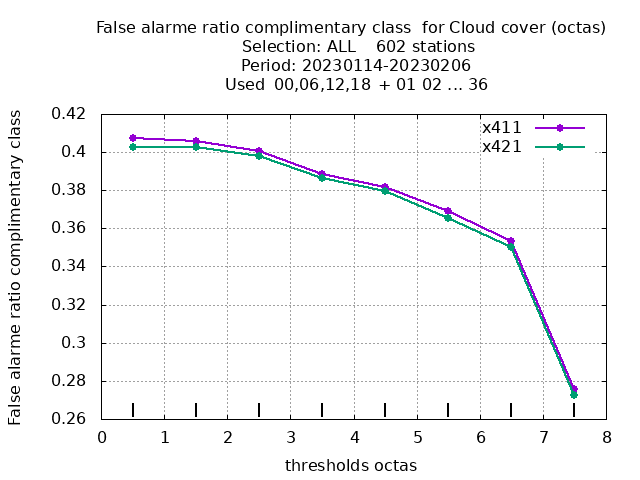 False alarme ratio complimentary class  for Cloud cover (octas)
Selection: ALL    602 stations
Period: 20230114-20230206
Used  00,06,12,18 + 01 02 ... 36
False alarme ratio complimentary class
0.42
0.4
0.38
0.36
0.34
0.32
0.3
0.28
0.26
x411
x421
0 1 2 3 4 5 6 7 8
thresholds octas